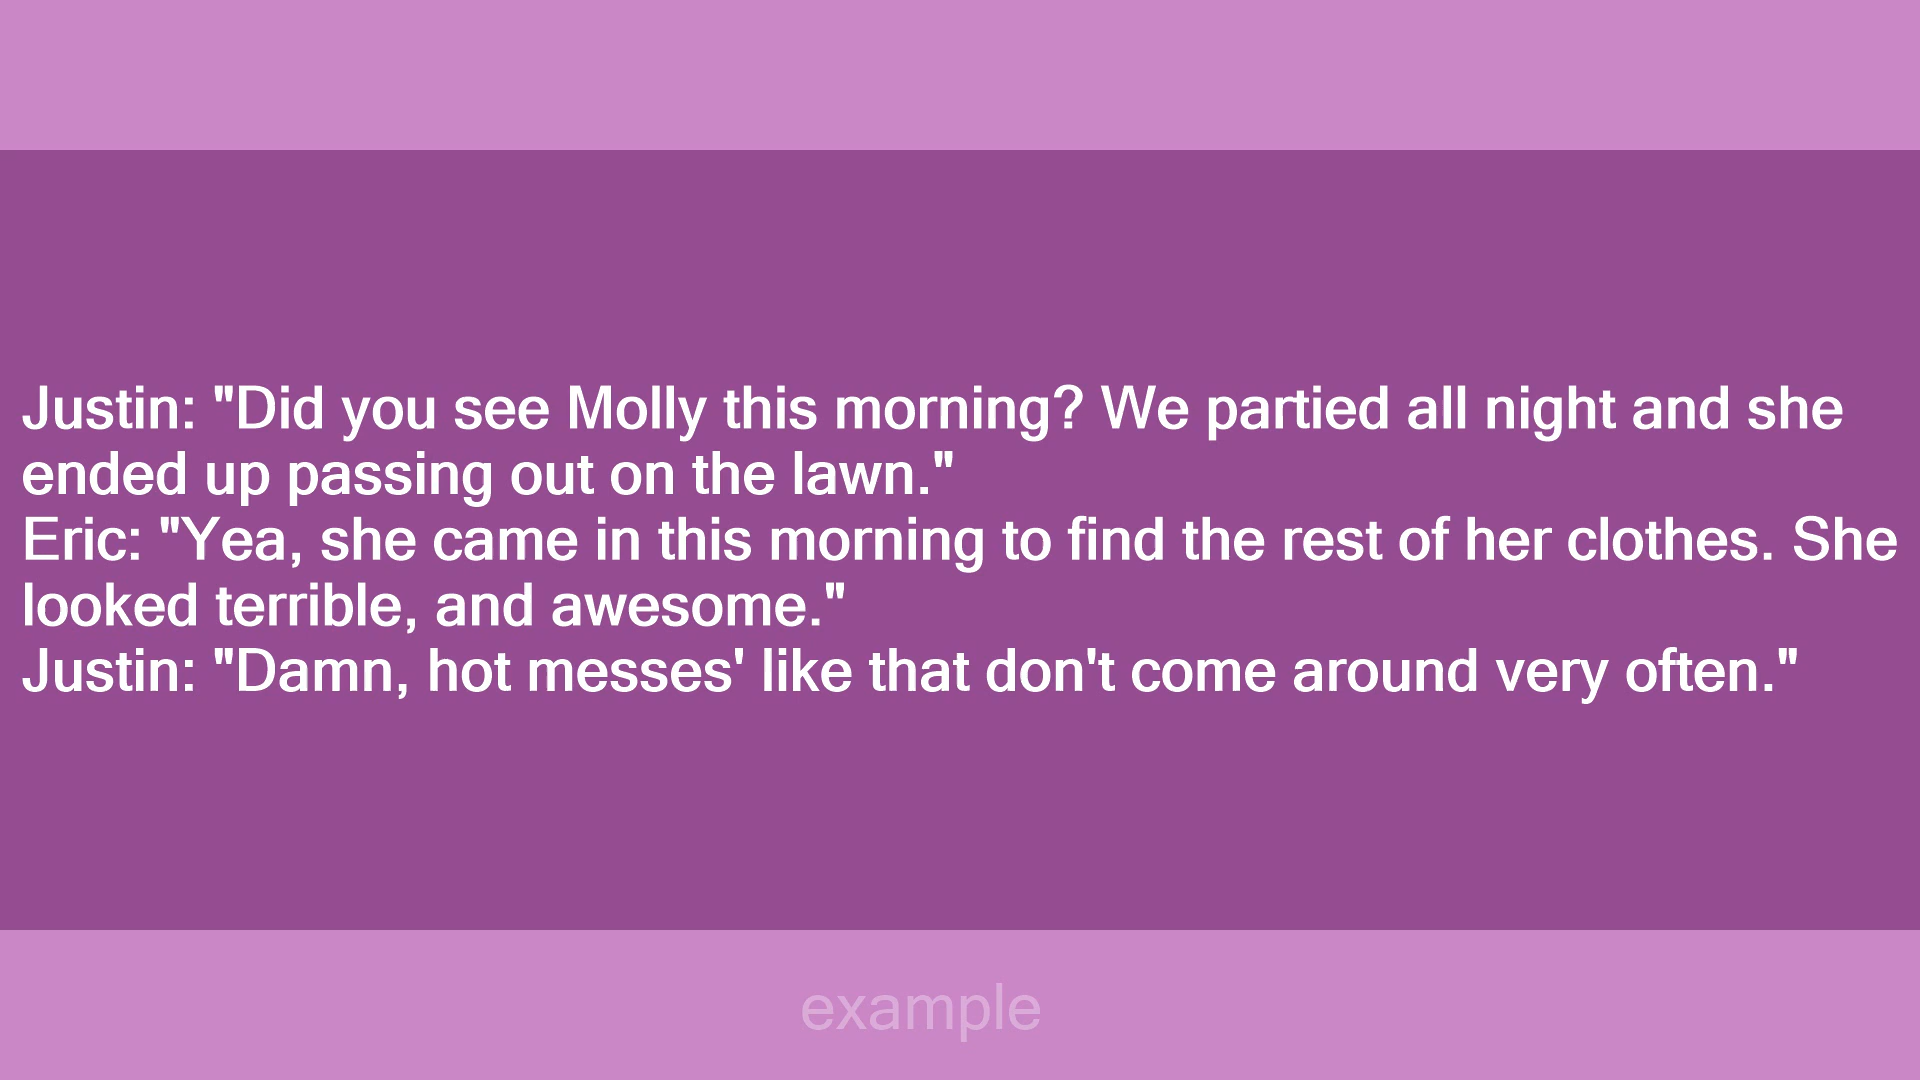 Justin: "Did you see Molly this morning? We partied all night and she
ended up passing out on the lawn."
Eric: "Yea, she came in this morning to find the rest of her clothes. She
looked terrible, and awesome."
Justin: "Damn, hot messes' like that don't come around very often."
example